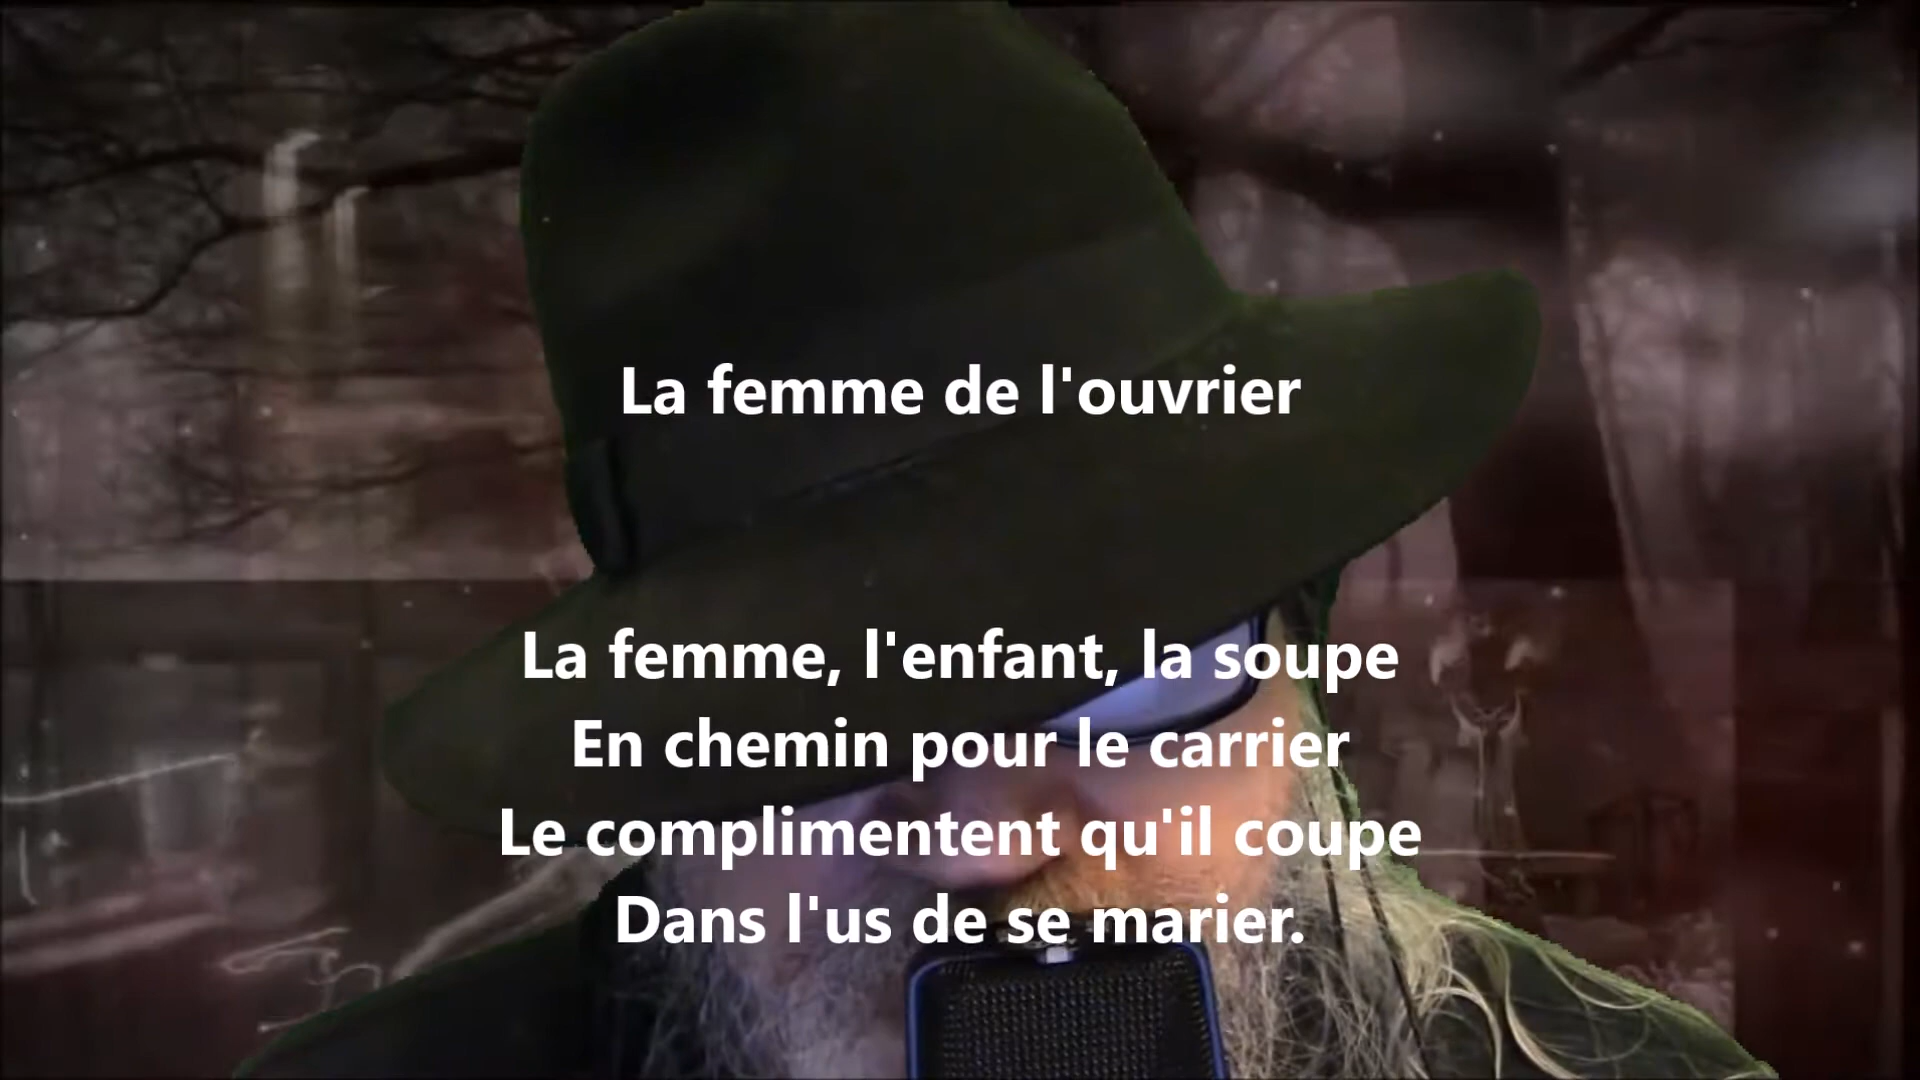 La femme de l'ouvrier
La femme, l'enfant, la soupe
En chemin pour le carrier
Le complimentent qu'il coupe
Dans l'us de se marier.